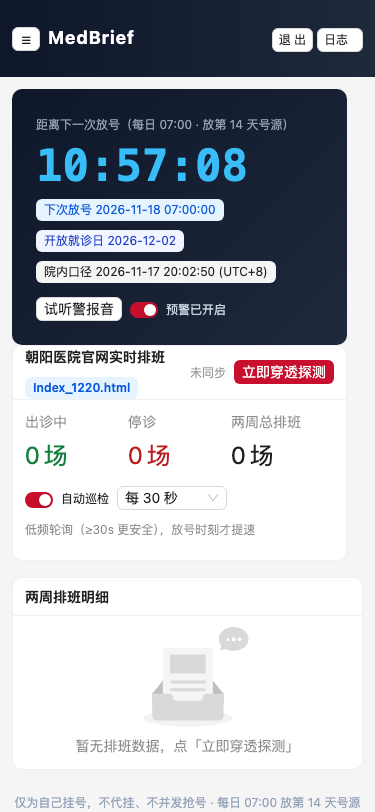 ≡ MedBrief 退 出 日志
距离下一次放号（每日 07:00 · 放第 14 天号源）
10:57:08
下次放号 2026-11-18 07:00:00
开放就诊日 2026-12-02
院内口径 2026-11-17 20:02:50 (UTC+8)
试听警报音 预警已开启
朝阳医院官网实时排班
Index_1220.html
未同步 立即穿透探测
出诊中 停诊 两周总排班
0 场 0 场 0 场
自动巡检 每 30 秒
低频轮询（≥30s 更安全），放号时刻才提速
两周排班明细
暂无排班数据，点「立即穿透探测」
仅为自己挂号，不代挂、不并发抢号 · 每日 07:00 放第 14 天号源